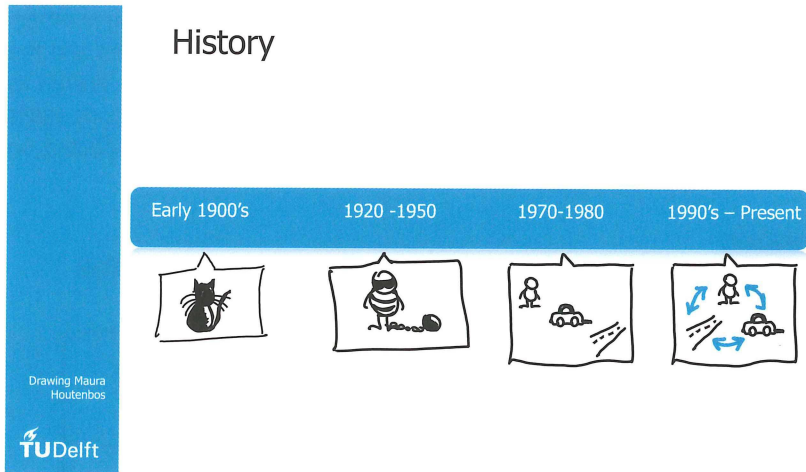 History
Early 1900's
1920 -1950
1970-1980
1990's – Present
Drawing Maura
Houtenbos
TUDelft